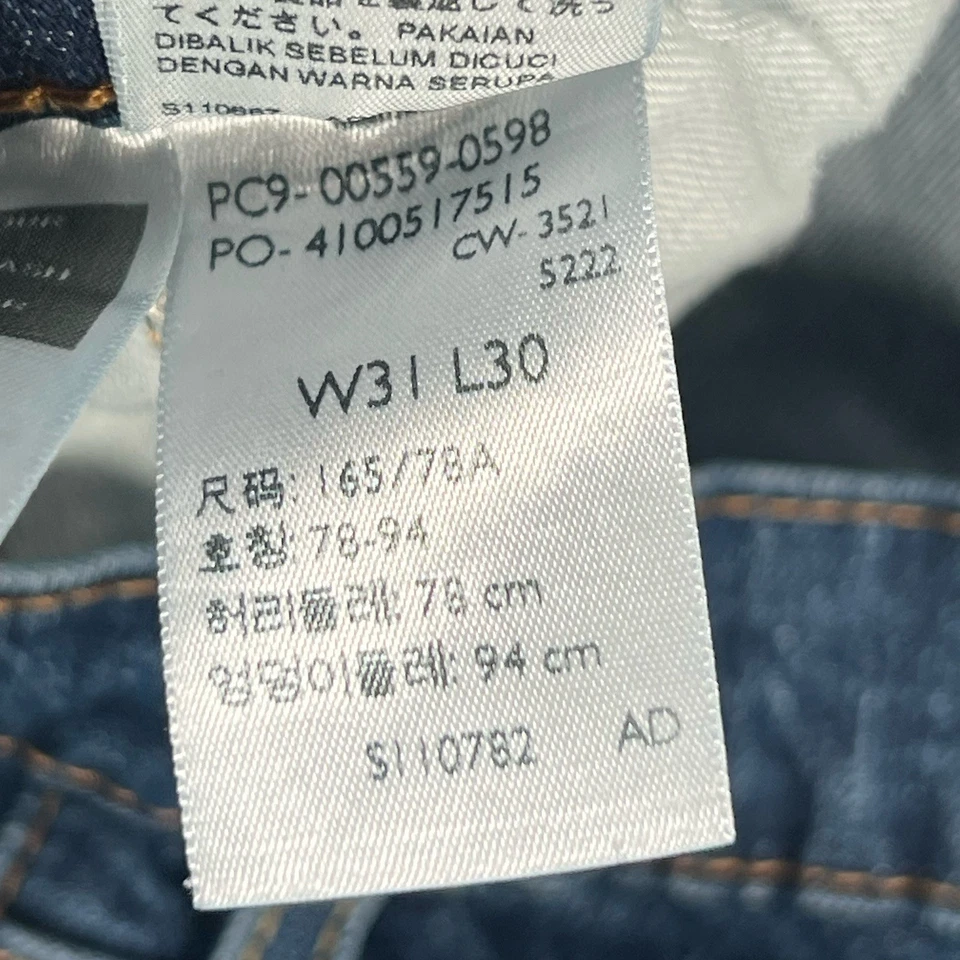 てください。 PAKAIAN
DIBALIK SEBELUM DICUCI
DENGAN WARNA SERUPA
PC9-00559-0598
PO-4100517515
CW-3521
S222
W31 L30
尺码: 165/78A
호칭: 78-94
허리둘레: 78 cm
엉덩이둘레: 94 cm
S110782 AD